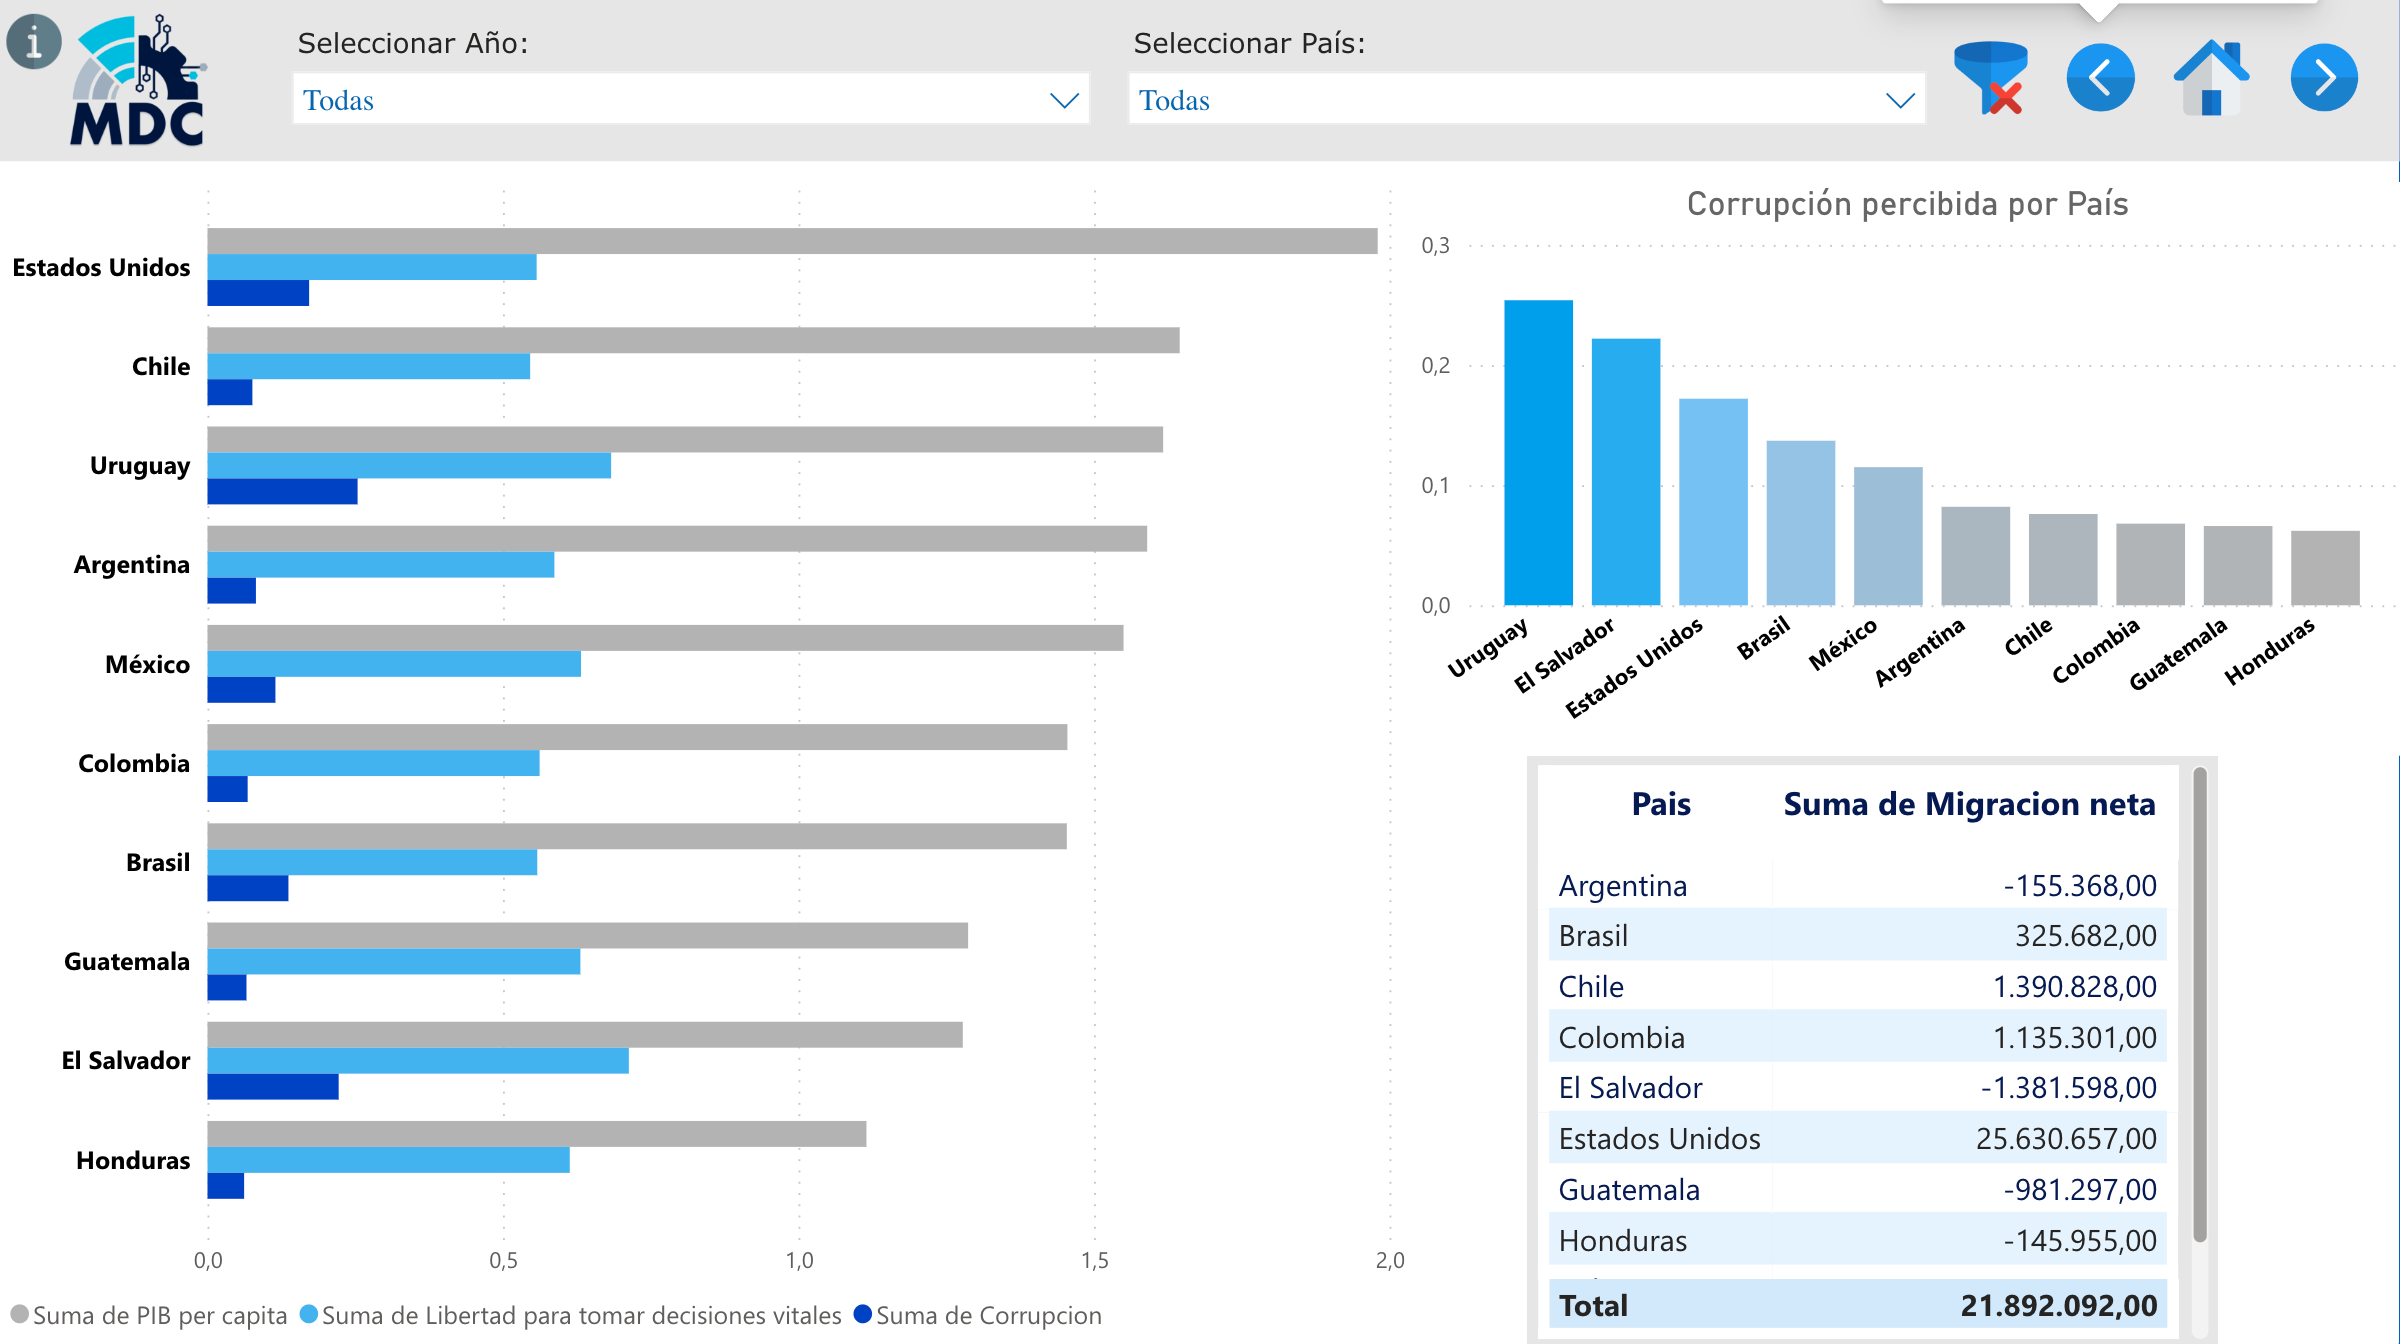 i
MDC
Seleccionar Año:
Todas
Seleccionar País:
Todas
Estados Unidos
Chile
Uruguay
Argentina
México
Colombia
Brasil
Guatemala
El Salvador
Honduras
0,0 0,5 1,0 1,5 2,0
Suma de PIB per capita Suma de Libertad para tomar decisiones vitales Suma de Corrupcion
Corrupción percibida por País
0,3
0,2
0,1
0,0
Uruguay El Salvador Estados Unidos Brasil México Argentina Chile Colombia Guatemala Honduras
Pais Suma de Migracion neta
Argentina -155.368,00
Brasil 325.682,00
Chile 1.390.828,00
Colombia 1.135.301,00
El Salvador -1.381.598,00
Estados Unidos 25.630.657,00
Guatemala -981.297,00
Honduras -145.955,00
Total 21.892.092,00